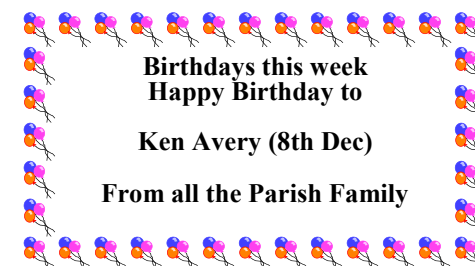 Birthdays this week
Happy Birthday to
Ken Avery (8th Dec)
From all the Parish Family